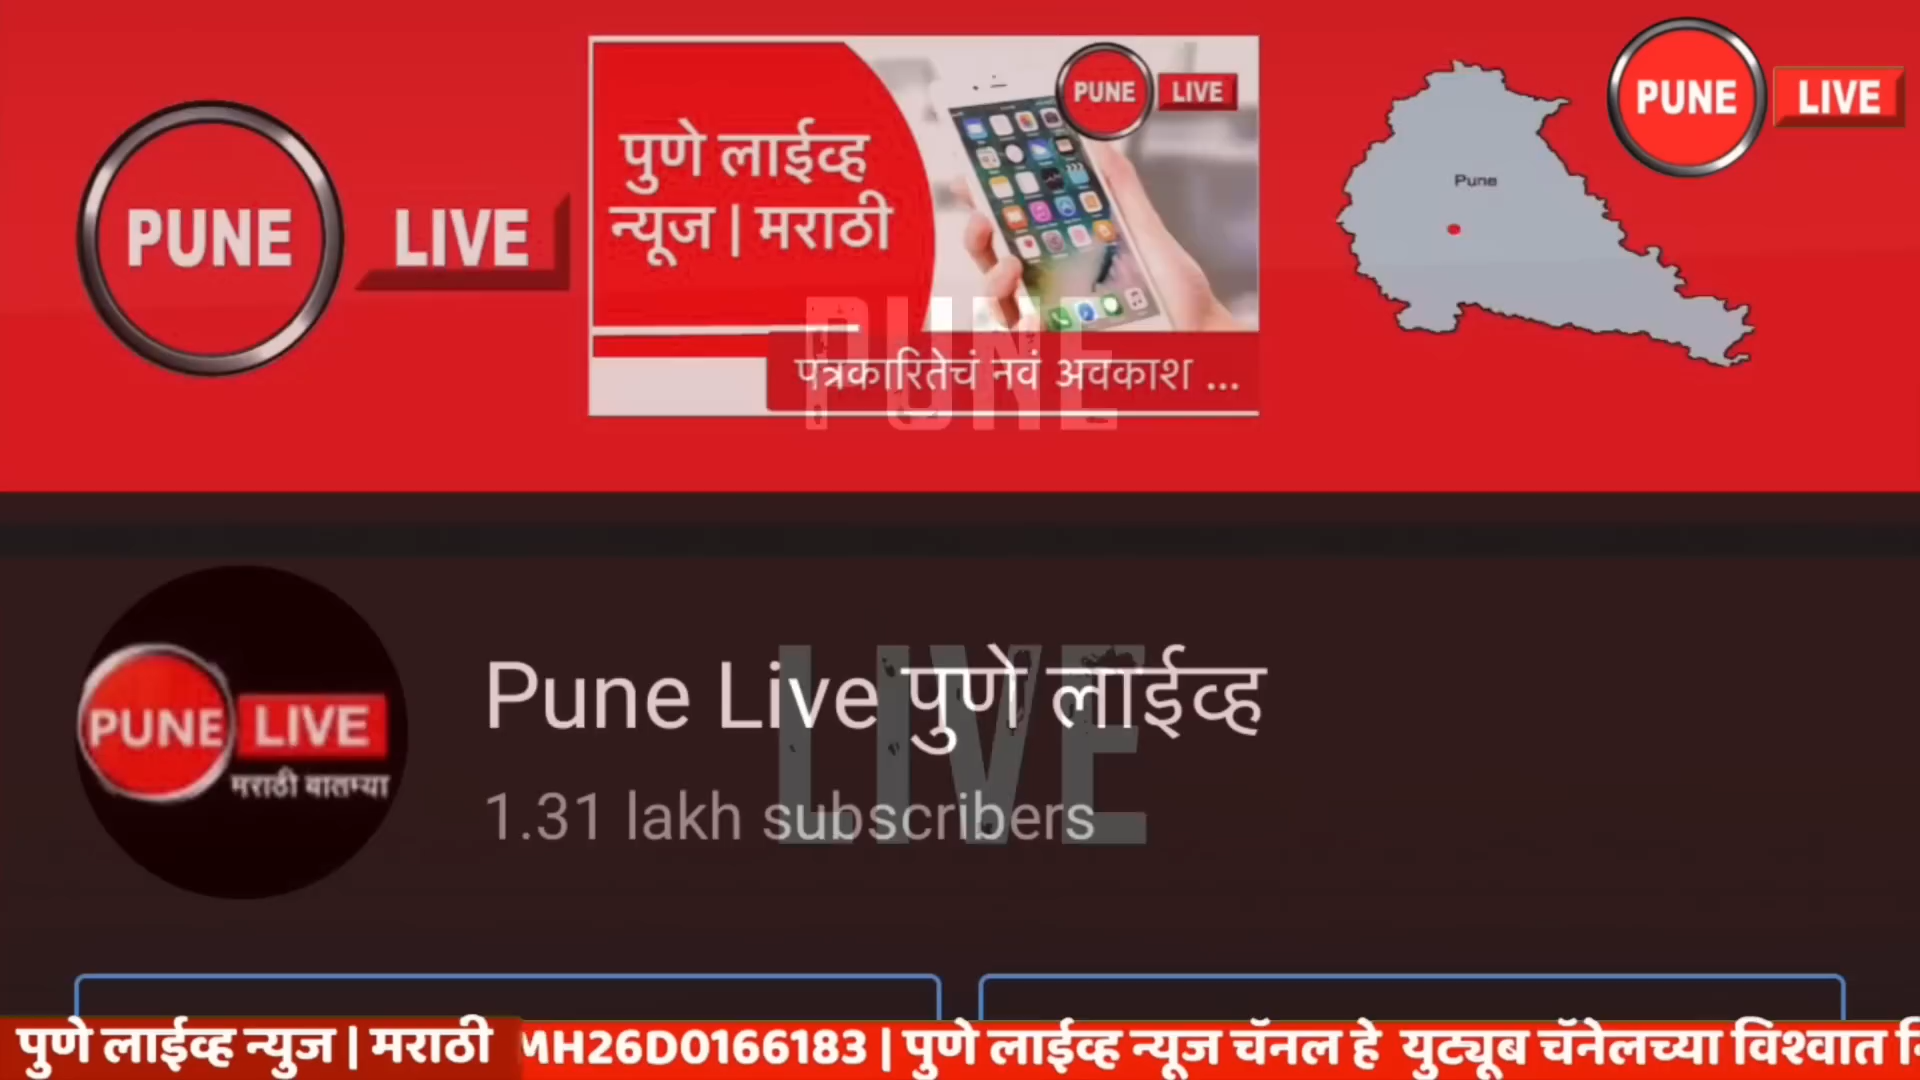 PUNE LIVE
पुणे लाईव्ह
न्यूज | मराठी
PUNE LIVE
पत्रकारितेचं नवं अवकाश ...
Pune
PUNE LIVE
PUNE
LIVE
PUNE LIVE
मराठी बातम्या
Pune Live पुणे लाईव्ह
1.31 lakh subscribers
पुणे लाईव्ह न्युज | मराठी
MH26D0166183 | पुणे लाईव्ह न्यूज चॅनल हे युट्यूब चॅनेलच्या विश्वात